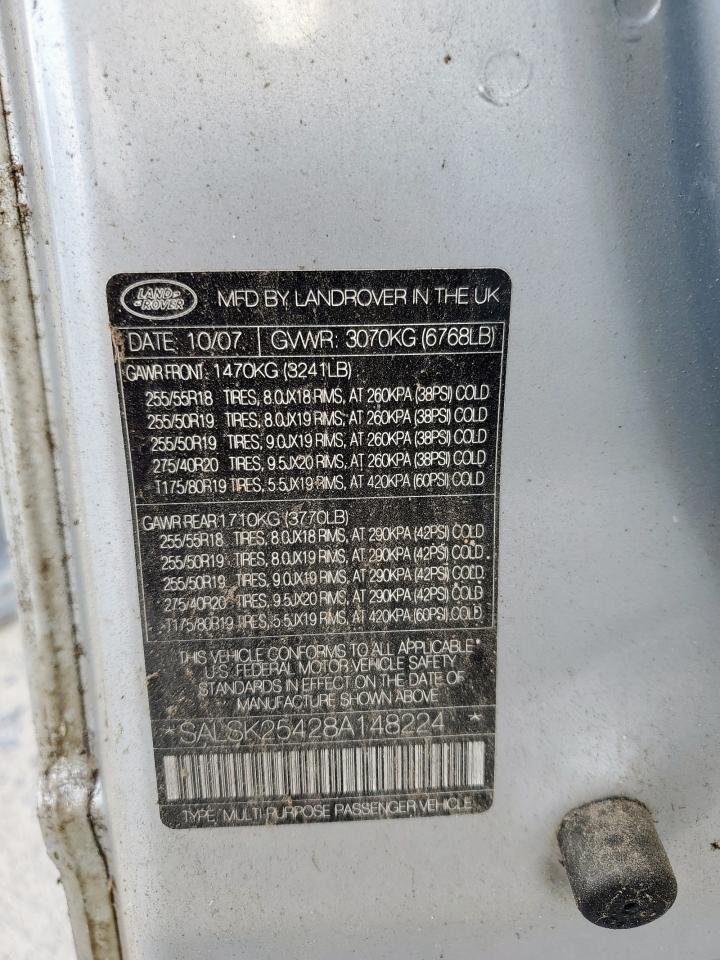 LAND ROVER MFD BY LANDROVER IN THE UK
DATE: 10/07 GVWR: 3070KG (6768LB)
GAWR FRONT: 1470KG (3241LB)
255/55R18 TIRES, 8.0JX18 RIMS, AT 260KPA (38PSI) COLD
255/50R19 TIRES, 8.0JX19 RIMS, AT 260KPA (38PSI) COLD
255/50R19 TIRES, 9.0JX19 RIMS, AT 260KPA (38PSI) COLD
275/40R20 TIRES, 9.5JX20 RIMS, AT 260KPA (38PSI) COLD
T175/80R19 TIRES, 5.5JX19 RIMS, AT 420KPA (60PSI) COLD
GAWR REAR 1710KG (3770LB)
255/55R18 TIRES, 8.0JX18 RIMS, AT 290KPA (42PSI) COLD
255/50R19 TIRES, 8.0JX19 RIMS, AT 290KPA (42PSI) COLD
255/50R19 TIRES, 9.0JX19 RIMS, AT 290KPA (42PSI) COLD
275/40R20 TIRES, 9.5JX20 RIMS, AT 290KPA (42PSI) COLD
T175/80R19 TIRES, 5.5JX19 RIMS, AT 420KPA (60PSI) COLD
THIS VEHICLE CONFORMS TO ALL APPLICABLE
U.S. FEDERAL MOTOR VEHICLE SAFETY
STANDARDS IN EFFECT ON THE DATE OF
MANUFACTURE SHOWN ABOVE
*SALSK25428A148224*
TYPE: MULTI PURPOSE PASSENGER VEHICLE